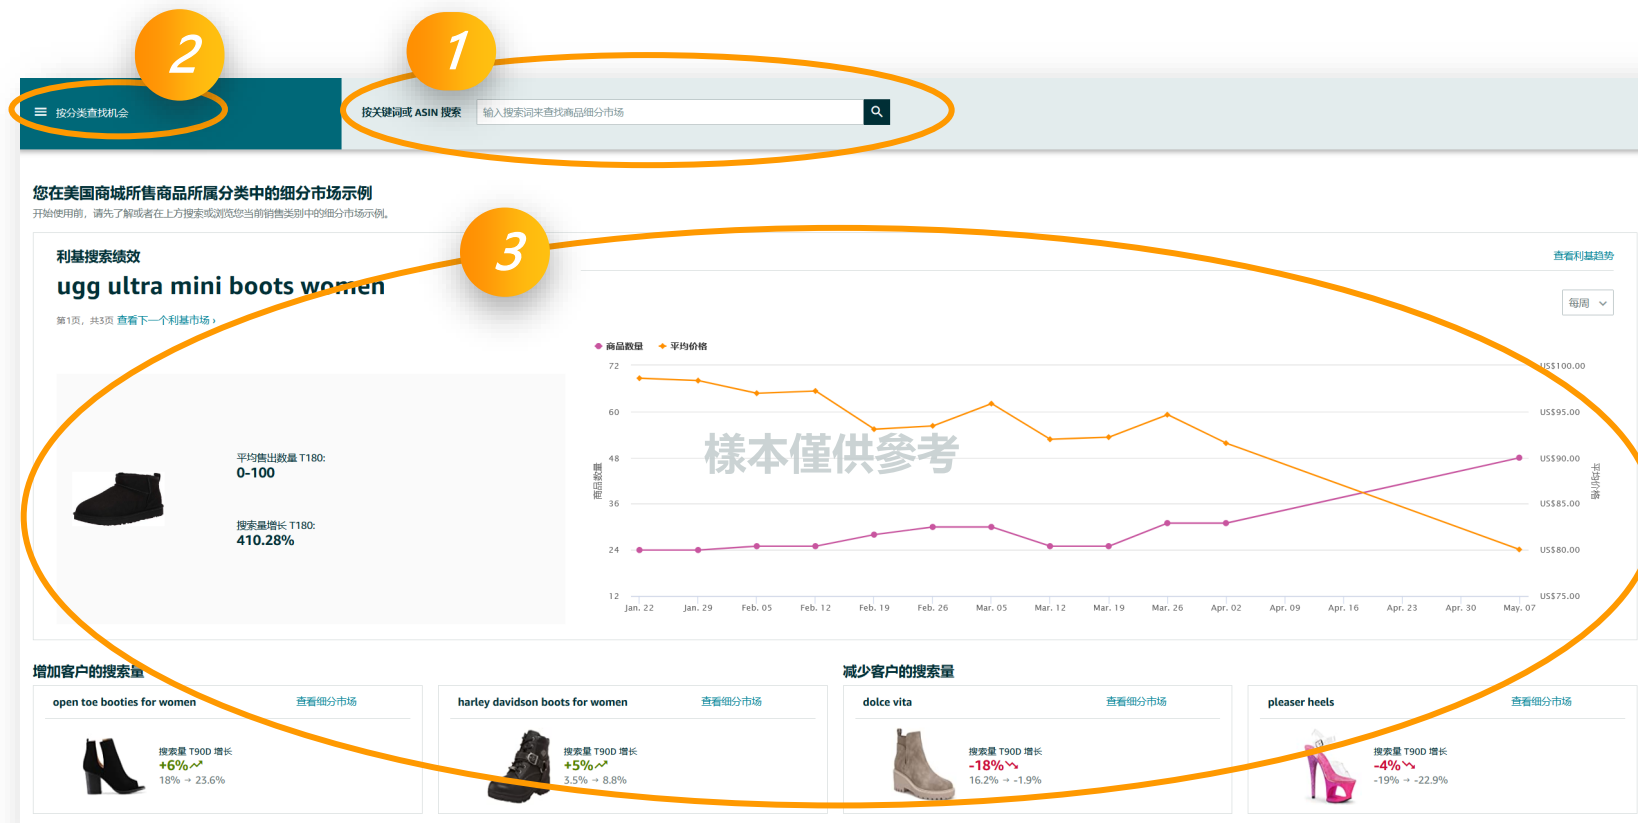 2
1
按分类查找机会
按关键词或 ASIN 搜索
输入搜索词来查找商品细分市场
您在美国商城所售商品所属分类中的细分市场示例
开始使用前，请先了解或者在上方搜索或浏览您当前销售类别中的细分市场示例。
3
利基搜索绩效
查看利基趋势
ugg ultra mini boots women
每周
第1页，共3页 查看下一个利基市场 ›
商品数量 平均价格
72 US$100.00
60 US$95.00
样本僅供參考
48 US$90.00
商品数量
平均价格
36 US$85.00
24 US$80.00
12 US$75.00
Jan. 22 Jan. 29 Feb. 05 Feb. 12 Feb. 19 Feb. 26 Mar. 05 Mar. 12 Mar. 19 Mar. 26 Apr. 02 Apr. 09 Apr. 16 Apr. 23 Apr. 30 May. 07
平均售出数量 T180:
0-100
搜索量增长 T180:
410.28%
增加客户的搜索量
减少客户的搜索量
open toe booties for women 查看细分市场
搜索量 T90D 增长
+6%
18% → 23.6%
harley davidson boots for women 查看细分市场
搜索量 T90D 增长
+5%
3.5% → 8.8%
dolce vita 查看细分市场
搜索量 T90D 增长
-18%
16.2% → -1.9%
pleaser heels 查看细分市场
搜索量 T90D 增长
-4%
-19% → -22.9%